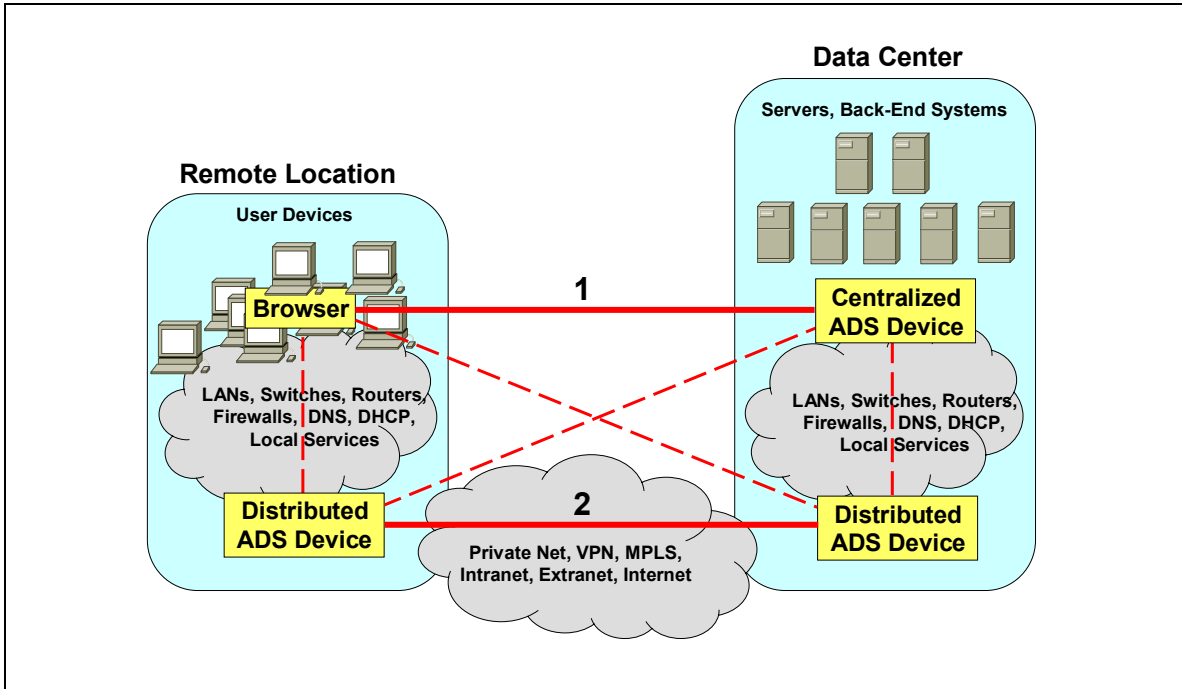 Data Center
Servers, Back-End Systems
Remote Location
User Devices
1
Browser
Centralized
ADS Device
LANs, Switches, Routers,
Firewalls, DNS, DHCP,
Local Services
LANs, Switches, Routers,
Firewalls, DNS, DHCP,
Local Services
Distributed
ADS Device
2
Distributed
ADS Device
Private Net, VPN, MPLS,
Intranet, Extranet, Internet